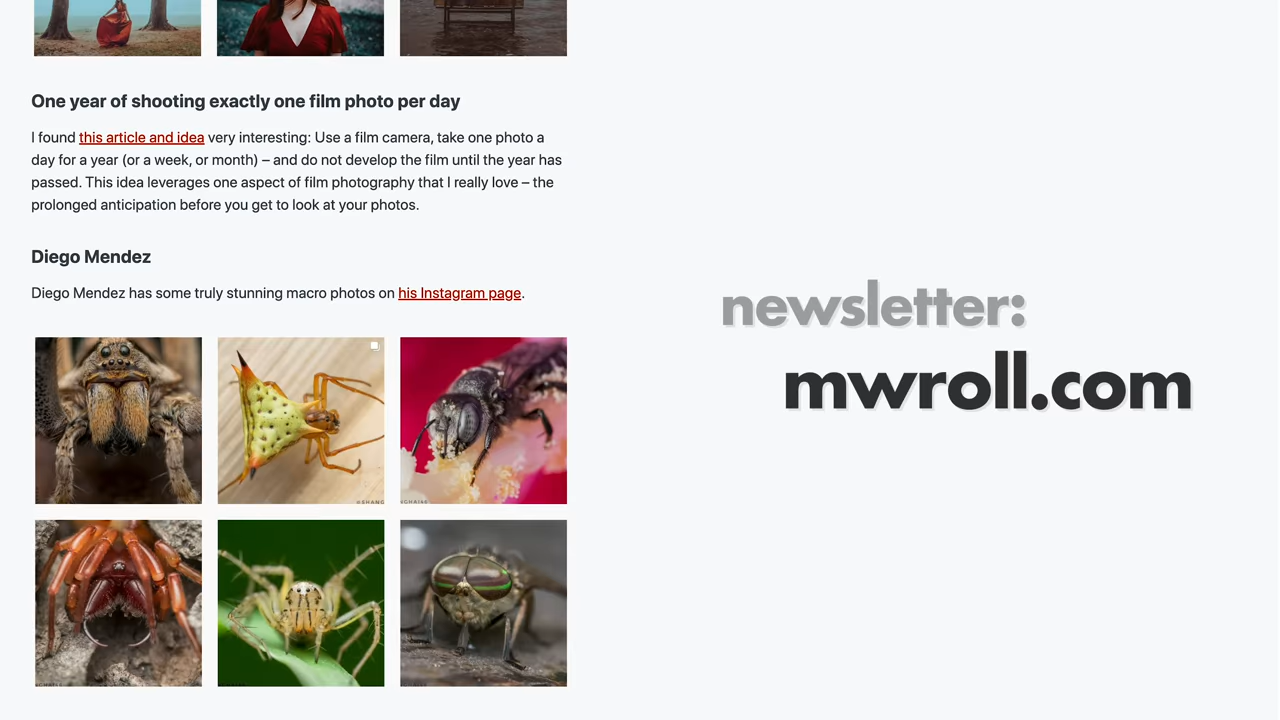 One year of shooting exactly one film photo per day
I found this article and idea very interesting: Use a film camera, take one photo a
day for a year (or a week, or month) – and do not develop the film until the year has
passed. This idea leverages one aspect of film photography that I really love – the
prolonged anticipation before you get to look at your photos.
Diego Mendez
Diego Mendez has some truly stunning macro photos on his Instagram page.
newsletter:
mwroll.com